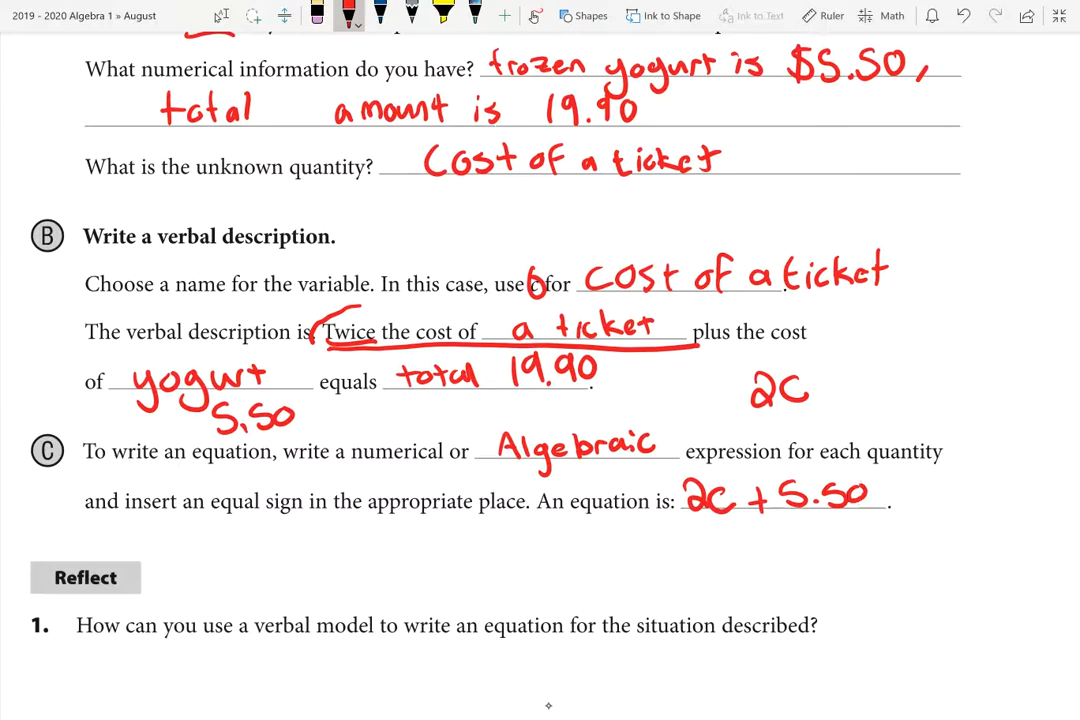 2019 - 2020 Algebra 1 » August
Shapes Ink to Shape Ink to Text Ruler Math
What numerical information do you have? frozen yogurt is $5.50,
total amount is 19.90
What is the unknown quantity? cost of a ticket
B Write a verbal description.
Choose a name for the variable. In this case, use c for cost of a ticket.
The verbal description is: Twice the cost of a ticket plus the cost
of yogurt equals total 19.90.
5.50
2c
C To write an equation, write a numerical or Algebraic expression for each quantity
and insert an equal sign in the appropriate place. An equation is: 2c + 5.50.
Reflect
1. How can you use a verbal model to write an equation for the situation described?